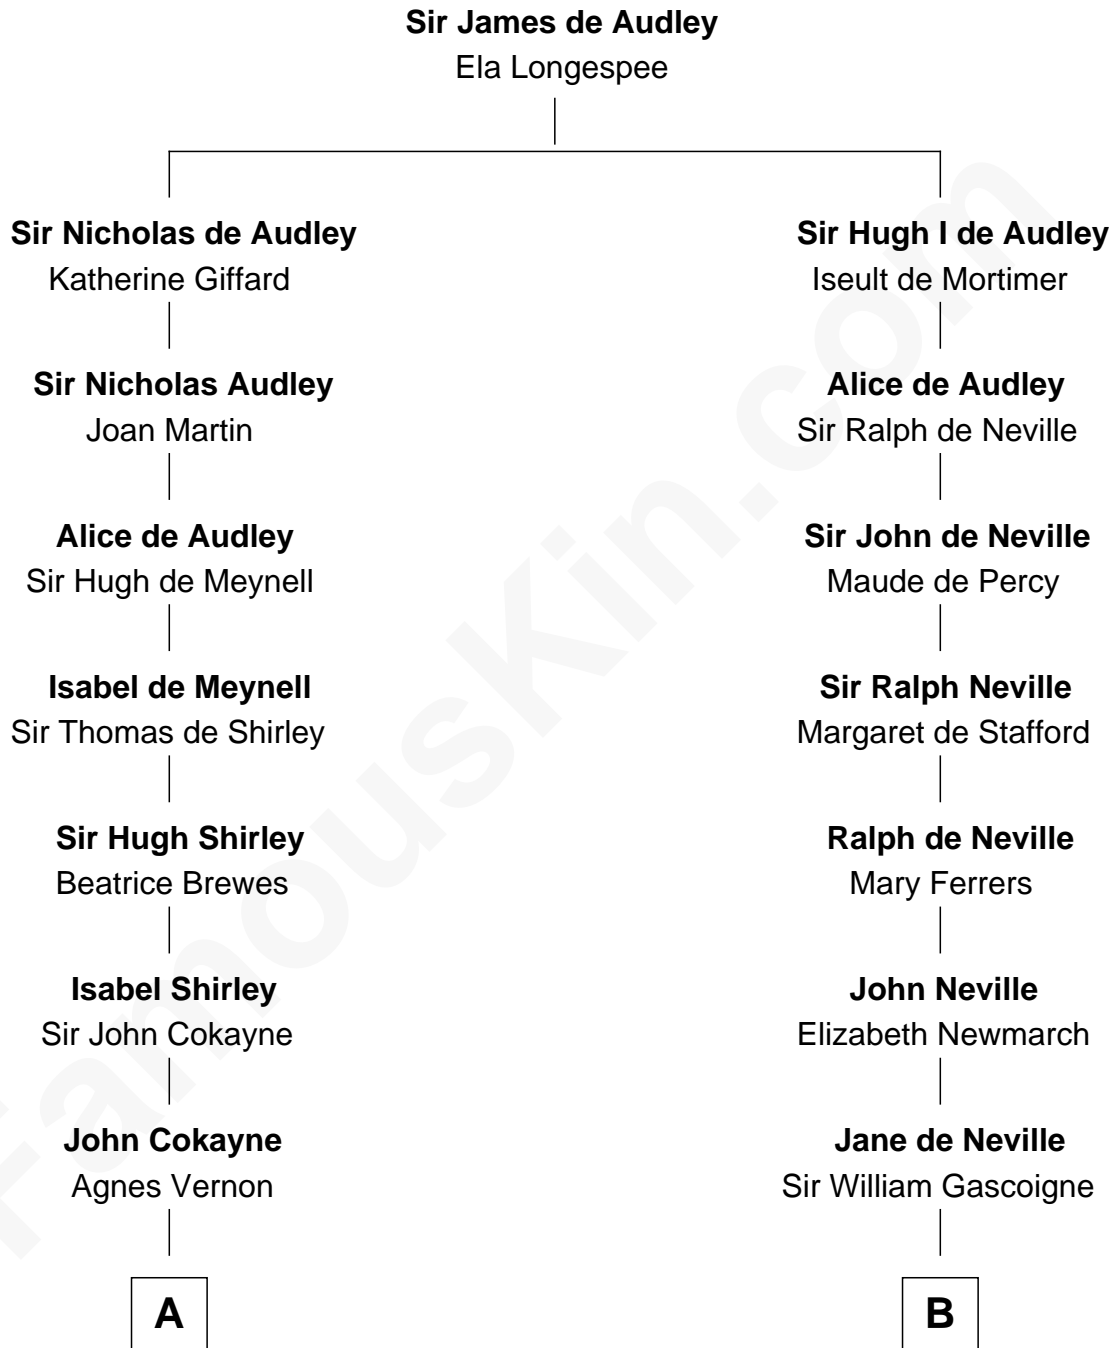 Sir James de Audley
Ela Longespee
Sir Nicholas de Audley
Katherine Giffard
Sir Nicholas Audley
Joan Martin
Alice de Audley
Sir Hugh de Meynell
Isabel de Meynell
Sir Thomas de Shirley
Sir Hugh Shirley
Beatrice Brewes
Isabel Shirley
Sir John Cokayne
John Cokayne
Agnes Vernon
A
Sir Hugh I de Audley
Iseult de Mortimer
Alice de Audley
Sir Ralph de Neville
Sir John de Neville
Maude de Percy
Sir Ralph Neville
Margaret de Stafford
Ralph de Neville
Mary Ferrers
John Neville
Elizabeth Newmarch
Jane de Neville
Sir William Gascoigne
B
FamousKin.com